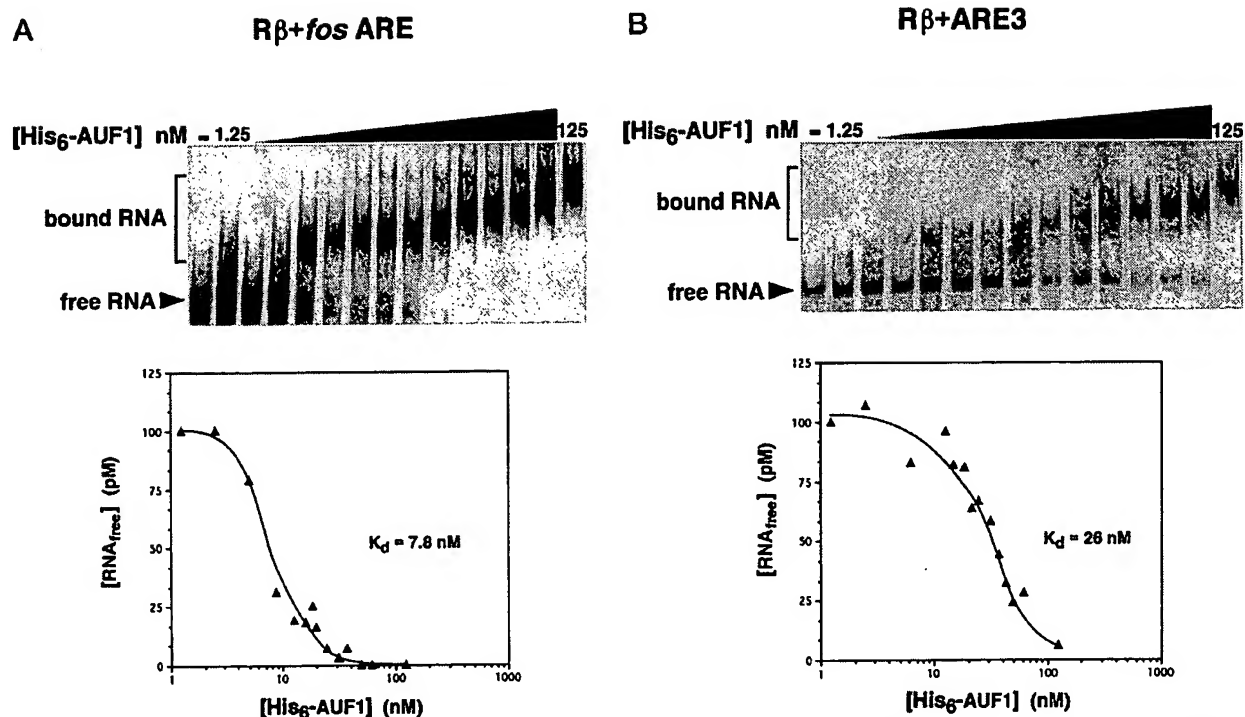 A
Rβ+fos ARE
[His6-AUF1] nM – 1.25
125
bound RNA
free RNA
125
100
75
50
25
0
[RNAfree] (pM)
Kd = 7.8 nM
1
10
100
1000
[His6-AUF1] (nM)
B
Rβ+ARE3
[His6-AUF1] nM – 1.25
125
bound RNA
free RNA
125
100
75
50
25
0
[RNAfree] (pM)
Kd = 26 nM
1
10
100
1000
[His6-AUF1] (nM)